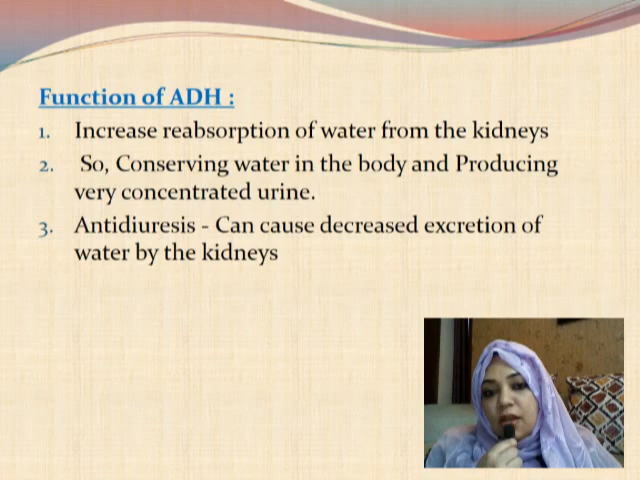 Function of ADH :
1. Increase reabsorption of water from the kidneys
2. So, Conserving water in the body and Producing
very concentrated urine.
3. Antidiuresis - Can cause decreased excretion of
water by the kidneys